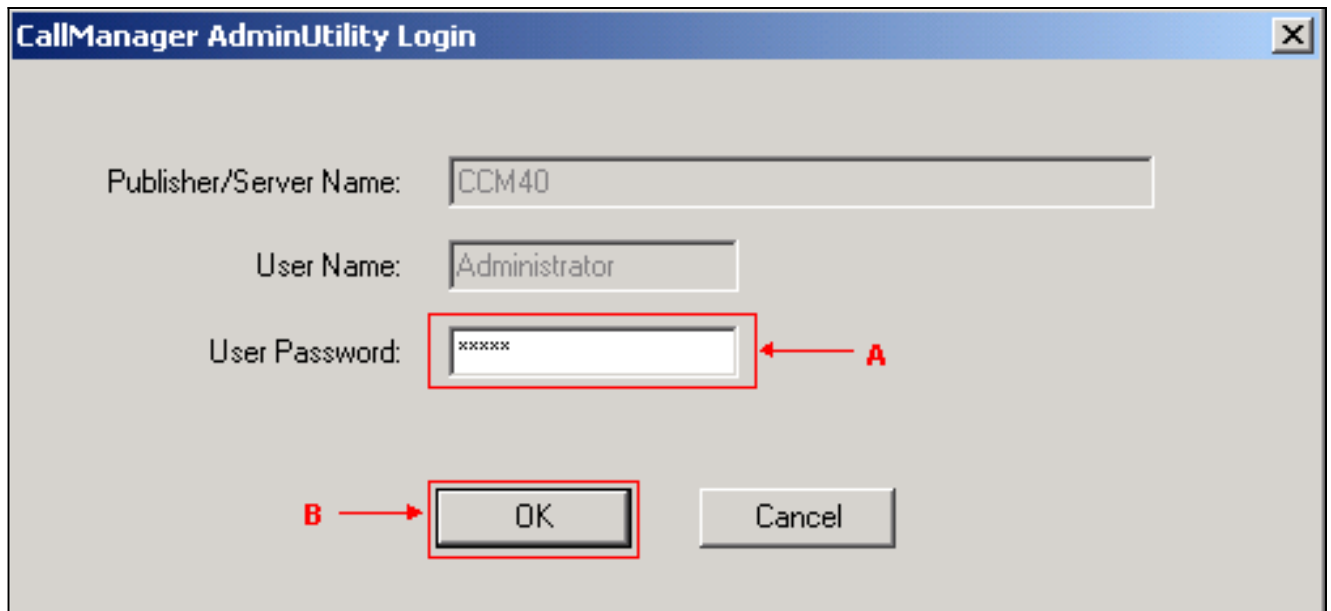 CallManager AdminUtility Login
Publisher/Server Name: CCM40
User Name: Administrator
User Password: ***** A
B OK Cancel